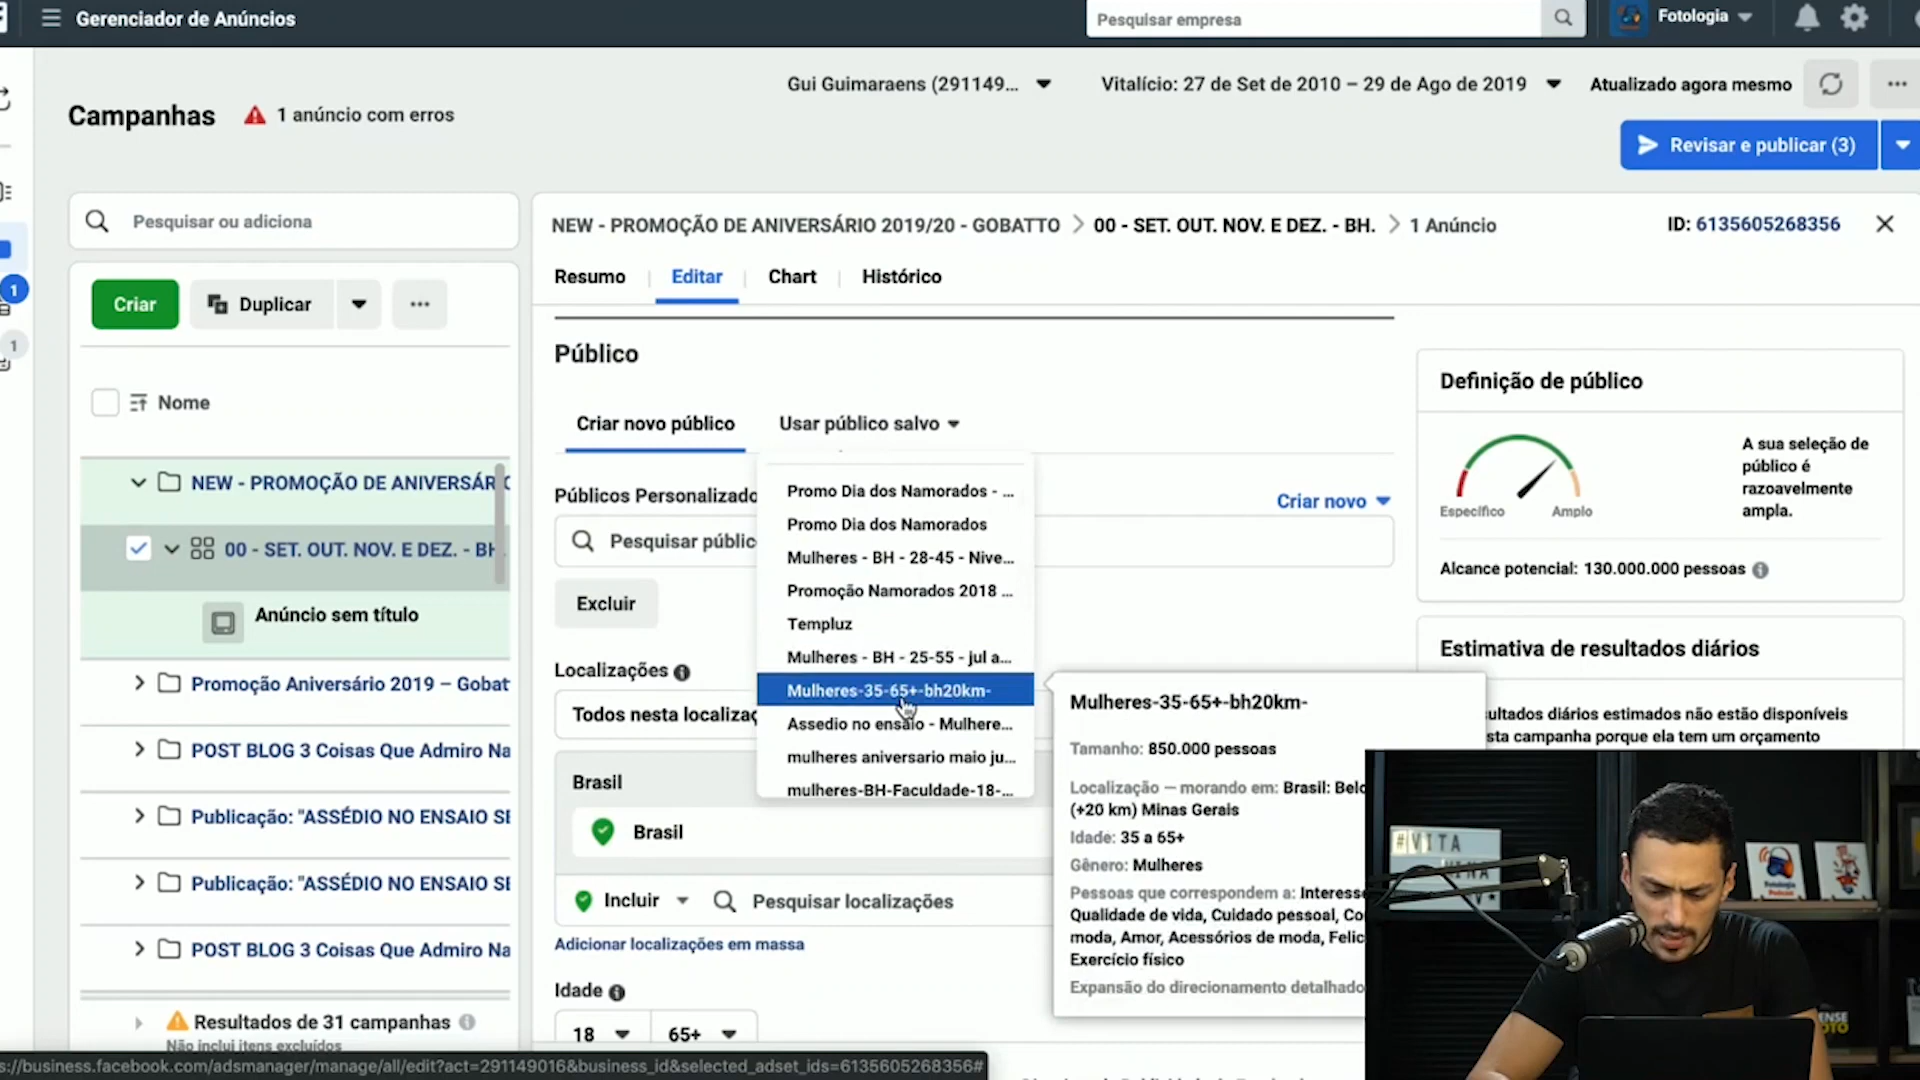 Gerenciador de Anúncios
Pesquisar empresa
Fotologia
Campanhas
1 anúncio com erros
Gui Guimaraens (291149...
Vitalício: 27 de Set de 2010 – 29 de Ago de 2019
Atualizado agora mesmo
Revisar e publicar (3)
Pesquisar ou adiciona
NEW - PROMOÇÃO DE ANIVERSÁRIO 2019/20 - GOBATTO
00 - SET. OUT. NOV. E DEZ. - BH.
1 Anúncio
ID: 6135605268356
Resumo
Editar
Chart
Histórico
1
1
Criar
Duplicar
Nome
NEW - PROMOÇÃO DE ANIVERSÁRIO
00 - SET. OUT. NOV. E DEZ. - BH.
Anúncio sem título
Promoção Aniversário 2019 – Gobatt
POST BLOG 3 Coisas Que Admiro Na
Publicação: "ASSÉDIO NO ENSAIO SE
Publicação: "ASSÉDIO NO ENSAIO SE
POST BLOG 3 Coisas Que Admiro Na
Resultados de 31 campanhas
Não inclui itens excluídos
Público
Criar novo público
Usar público salvo
Públicos Personalizado
Criar novo
Pesquisar públic
Excluir
Localizações
Todos nesta localizaç
Brasil
Brasil
Incluir
Pesquisar localizações
Adicionar localizações em massa
Idade
18
65+
Promo Dia dos Namorados - ...
Promo Dia dos Namorados
Mulheres - BH - 28-45 - Nive...
Promoção Namorados 2018 ...
Templuz
Mulheres - BH - 25-55 - jul a...
Mulheres-35-65+-bh20km-
Assedio no ensaio - Mulhere...
mulheres aniversario maio ju...
mulheres-BH-Faculdade-18-...
Mulheres-35-65+-bh20km-
Tamanho: 850.000 pessoas
Localização — morando em: Brasil: Belo
(+20 km) Minas Gerais
Idade: 35 a 65+
Gênero: Mulheres
Pessoas que correspondem a: Interesse
Qualidade de vida, Cuidado pessoal, Co
moda, Amor, Acessórios de moda, Felic
Exercício físico
Expansão do direcionamento detalhado
Definição de público
Específico
Amplo
A sua seleção de
público é
razoavelmente
ampla.
Alcance potencial: 130.000.000 pessoas
Estimativa de resultados diários
sultados diários estimados não estão disponíveis
sta campanha porque ela tem um orçamento
#VITA
MINA
V*
Fotologia
Podcast
s://business.facebook.com/adsmanager/manage/all/edit?act=291149016&business_id&selected_adset_ids=6135605268356#